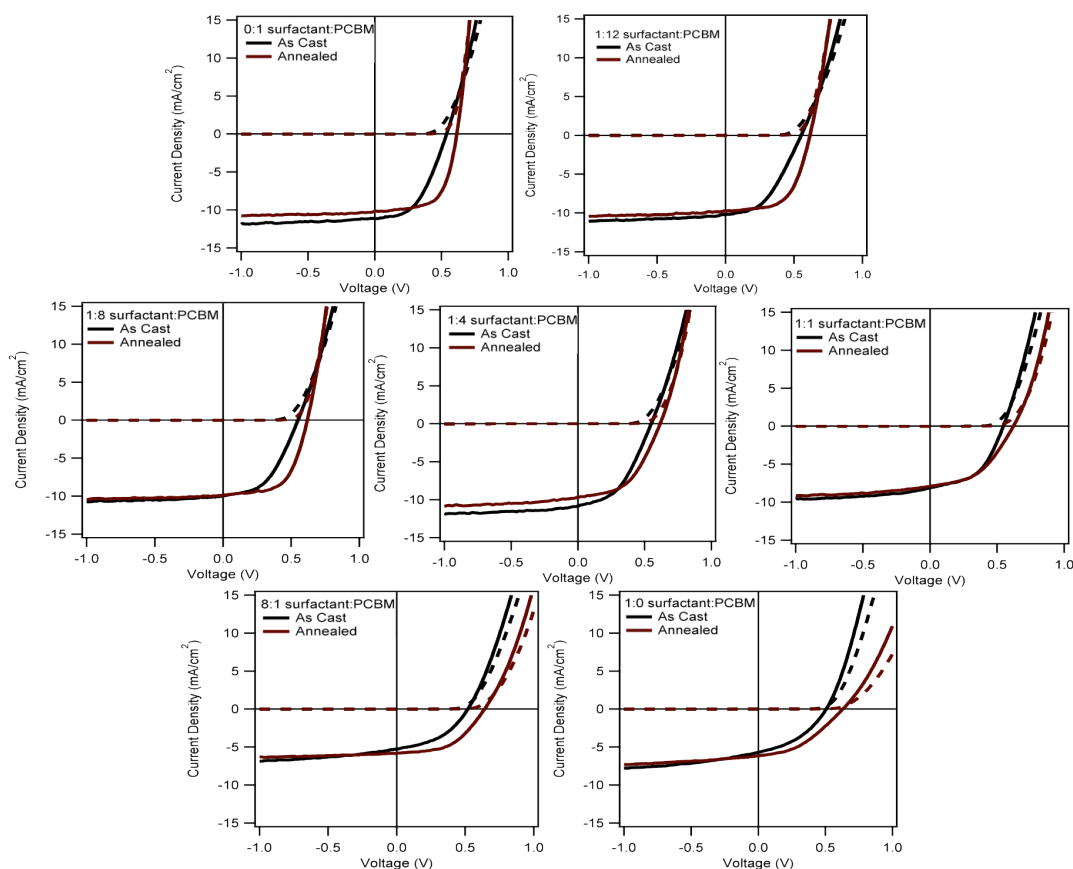 0:1 surfactant:PCBM
As Cast
Annealed
Current Density (mA/cm²)
15
10
5
0
-5
-10
-15
-1.0 -0.5 0.0 0.5 1.0
Voltage (V)
1:12 surfactant:PCBM
As Cast
Annealed
Current Density (mA/cm²)
15
10
5
0
-5
-10
-15
-1.0 -0.5 0.0 0.5 1.0
Voltage (V)
1:8 surfactant:PCBM
As Cast
Annealed
Current Density (mA/cm²)
15
10
5
0
-5
-10
-15
-1.0 -0.5 0.0 0.5 1.0
Voltage (V)
1:4 surfactant:PCBM
As Cast
Annealed
Current Density (mA/cm²)
15
10
5
0
-5
-10
-15
-1.0 -0.5 0.0 0.5 1.0
Voltage (V)
1:1 surfactant:PCBM
As Cast
Annealed
Current Density (mA/cm²)
15
10
5
0
-5
-10
-15
-1.0 -0.5 0.0 0.5 1.0
Voltage (V)
8:1 surfactant:PCBM
As Cast
Annealed
Current Density (mA/cm²)
15
10
5
0
-5
-10
-15
-1.0 -0.5 0.0 0.5 1.0
Voltage (V)
1:0 surfactant:PCBM
As Cast
Annealed
Current Density (mA/cm²)
15
10
5
0
-5
-10
-15
-1.0 -0.5 0.0 0.5 1.0
Voltage (V)